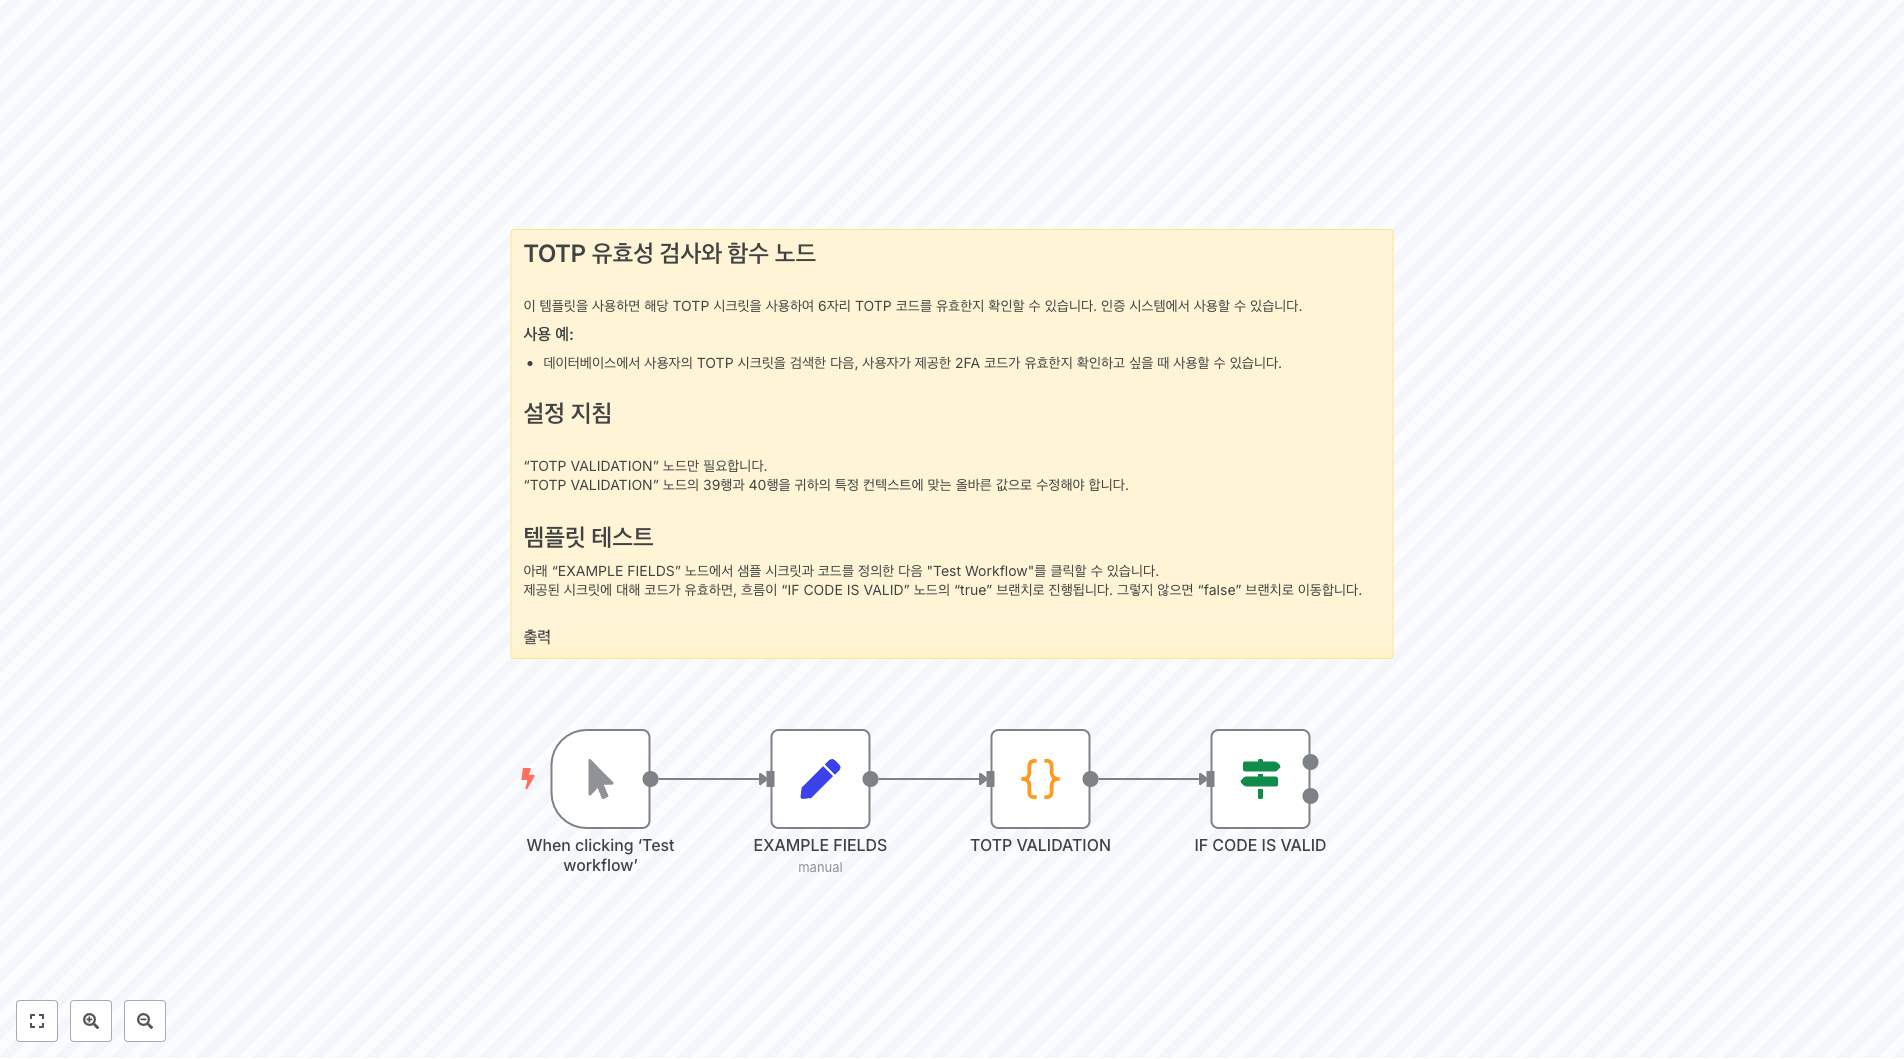 TOTP 유효성 검사와 함수 노드
이 템플릿을 사용하면 해당 TOTP 시크릿을 사용하여 6자리 TOTP 코드를 유효한지 확인할 수 있습니다. 인증 시스템에서 사용할 수 있습니다.
사용 예:
• 데이터베이스에서 사용자의 TOTP 시크릿을 검색한 다음, 사용자가 제공한 2FA 코드가 유효한지 확인하고 싶을 때 사용할 수 있습니다.
설정 지침
“TOTP VALIDATION” 노드만 필요합니다.
“TOTP VALIDATION” 노드의 39행과 40행을 귀하의 특정 컨텍스트에 맞는 올바른 값으로 수정해야 합니다.
템플릿 테스트
아래 “EXAMPLE FIELDS” 노드에서 샘플 시크릿과 코드를 정의한 다음 "Test Workflow"를 클릭할 수 있습니다.
제공된 시크릿에 대해 코드가 유효하면, 흐름이 “IF CODE IS VALID” 노드의 “true” 브랜치로 진행됩니다. 그렇지 않으면 “false” 브랜치로 이동합니다.
출력
When clicking ‘Test
workflow’
EXAMPLE FIELDS
manual
TOTP VALIDATION
IF CODE IS VALID